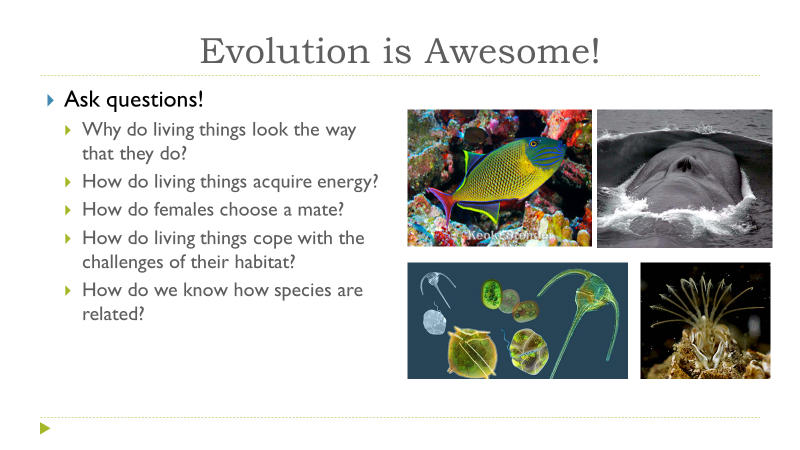 Evolution is Awesome!
Ask questions!
Why do living things look the way
that they do?
How do living things acquire energy?
How do females choose a mate?
How do living things cope with the
challenges of their habitat?
How do we know how species are
related?